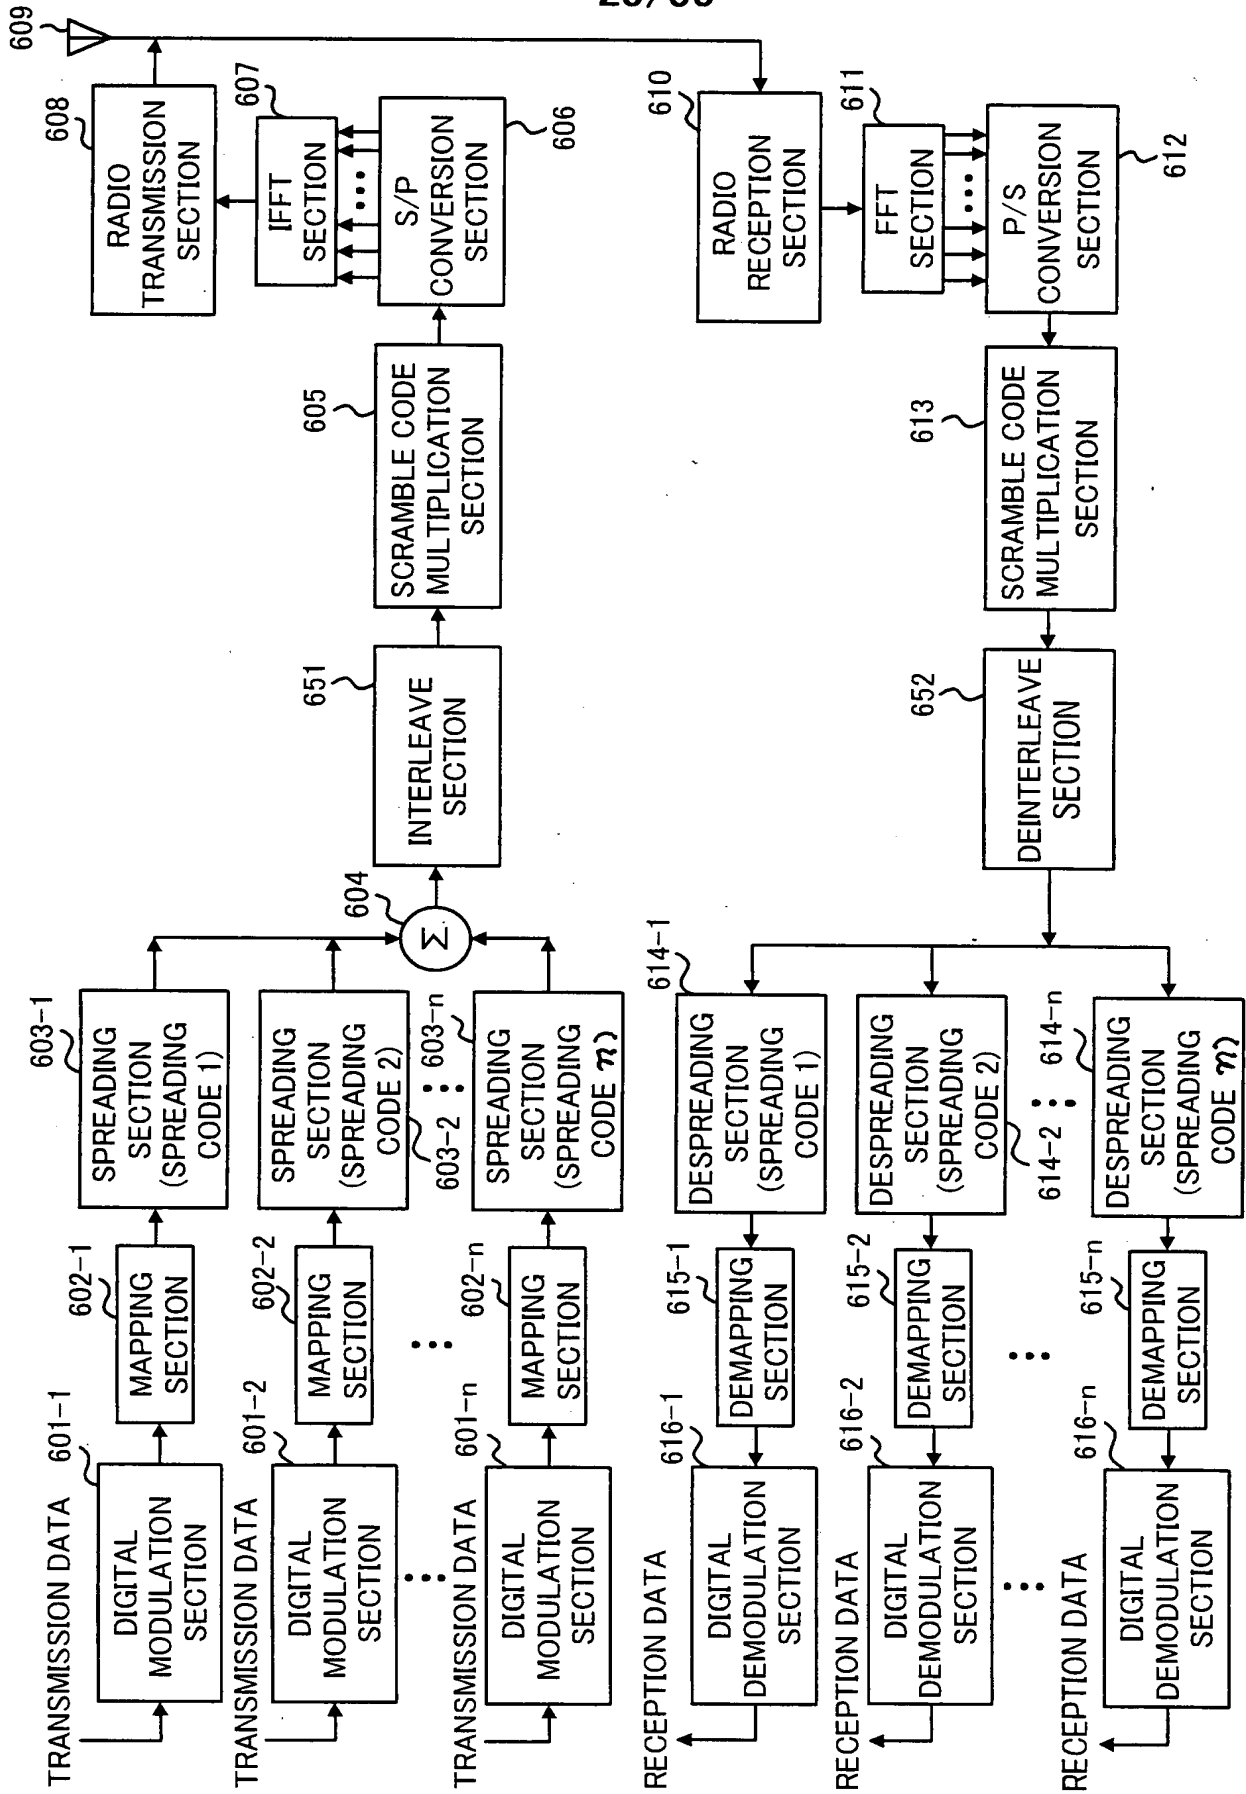 TRANSMISSION DATA
601-1
DIGITAL
MODULATION
SECTION
602-1
MAPPING
SECTION
603-1
SPREADING
SECTION
(SPREADING
CODE 1)
TRANSMISSION DATA
601-2
DIGITAL
MODULATION
SECTION
602-2
MAPPING
SECTION
SPREADING
SECTION
(SPREADING
CODE 2)
603-2
TRANSMISSION DATA
601-n
DIGITAL
MODULATION
SECTION
602-n
MAPPING
SECTION
603-n
SPREADING
SECTION
(SPREADING
CODE n)
604
Σ
651
INTERLEAVE
SECTION
605
SCRAMBLE CODE
MULTIPLICATION
SECTION
S/P
CONVERSION
SECTION
606
607
IFFT
SECTION
608
RADIO
TRANSMISSION
SECTION
609
610
RADIO
RECEPTION
SECTION
611
FFT
SECTION
P/S
CONVERSION
SECTION
612
613
SCRAMBLE CODE
MULTIPLICATION
SECTION
652
DEINTERLEAVE
SECTION
614-1
DESPREADING
SECTION
(SPREADING
CODE 1)
615-1
DEMAPPING
SECTION
616-1
DIGITAL
DEMODULATION
SECTION
RECEPTION DATA
DESPREADING
SECTION
(SPREADING
CODE 2)
614-2
615-2
DEMAPPING
SECTION
616-2
DIGITAL
DEMODULATION
SECTION
RECEPTION DATA
614-n
DESPREADING
SECTION
(SPREADING
CODE n)
615-n
DEMAPPING
SECTION
616-n
DIGITAL
DEMODULATION
SECTION
RECEPTION DATA